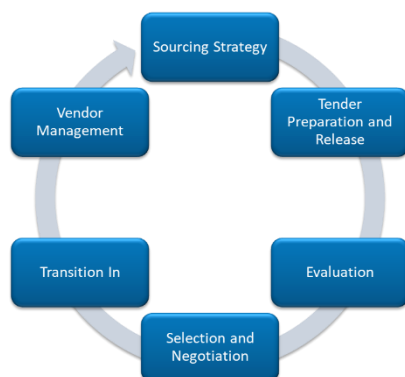 Sourcing Strategy
Tender
Preparation and
Release
Evaluation
Selection and
Negotiation
Transition In
Vendor
Management